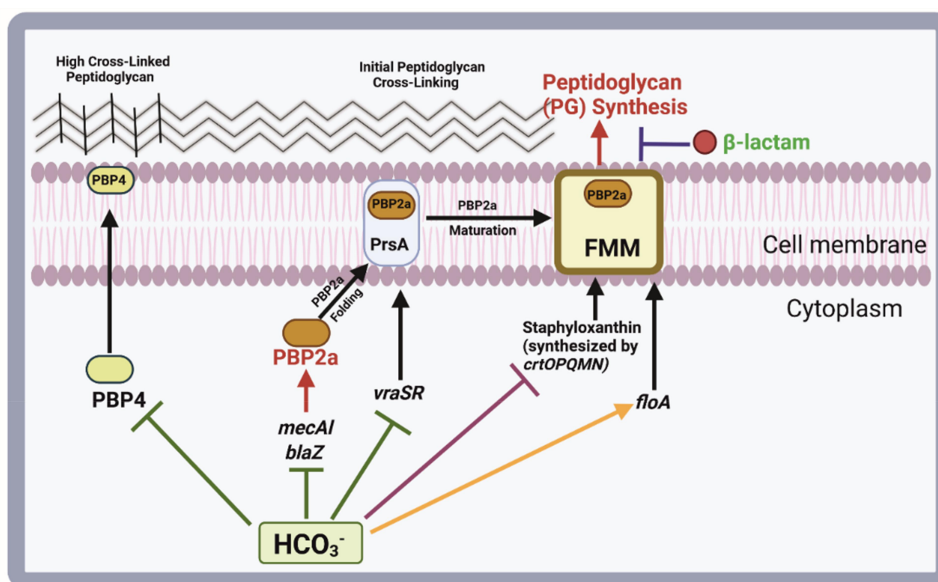 High Cross-Linked
Peptidoglycan
Initial Peptidoglycan
Cross-Linking
Peptidoglycan
(PG) Synthesis
β-lactam
PBP4
PBP2a
PrsA
PBP2a
Maturation
PBP2a
FMM
Cell membrane
Cytoplasm
PBP2a
Folding
PBP2a
PBP4
Staphyloxanthin
(synthesized by
crtOPQMN)
vraSR
floA
mecAI
blaZ
HCO₃⁻